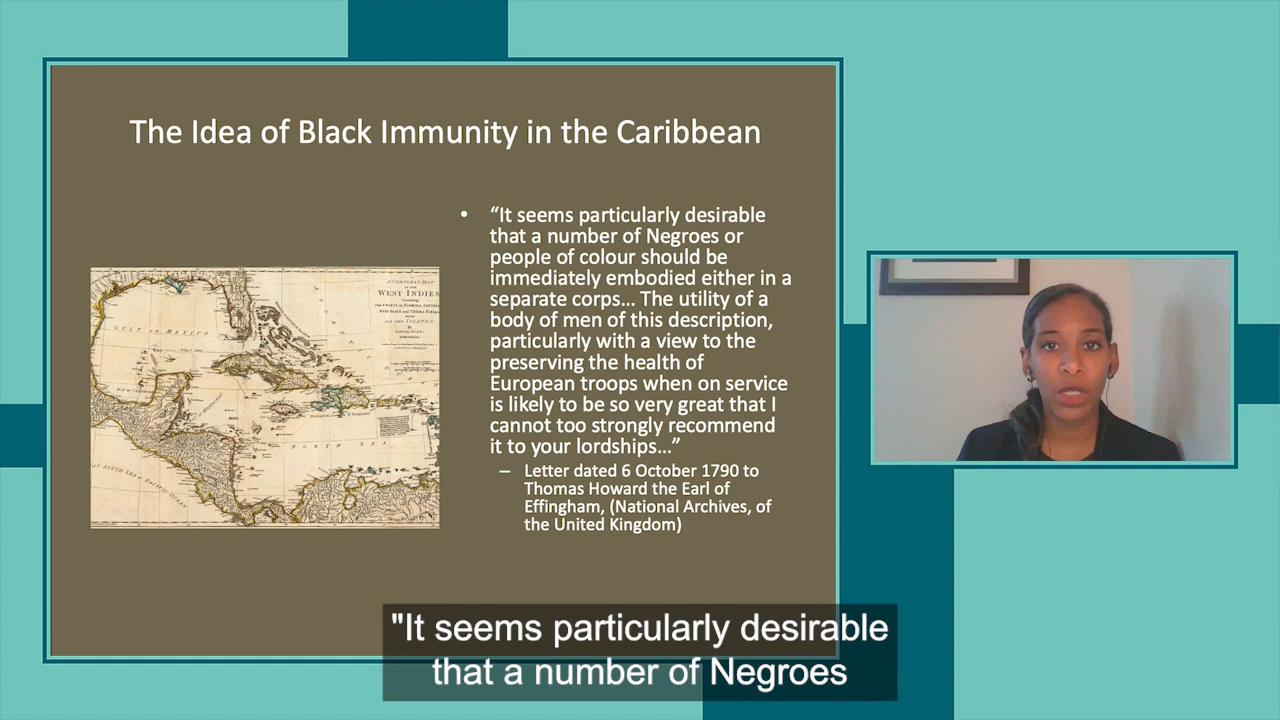 The Idea of Black Immunity in the Caribbean
• “It seems particularly desirable
that a number of Negroes or
people of colour should be
immediately embodied either in a
separate corps... The utility of a
body of men of this description,
particularly with a view to the
preserving the health of
European troops when on service
is likely to be so very great that I
cannot too strongly recommend
it to your lordships...”
– Letter dated 6 October 1790 to
Thomas Howard the Earl of
Effingham, (National Archives, of
the United Kingdom)
WEST INDIES
GULF OF MEXICO
NORTH SEA
"It seems particularly desirable
that a number of Negroes